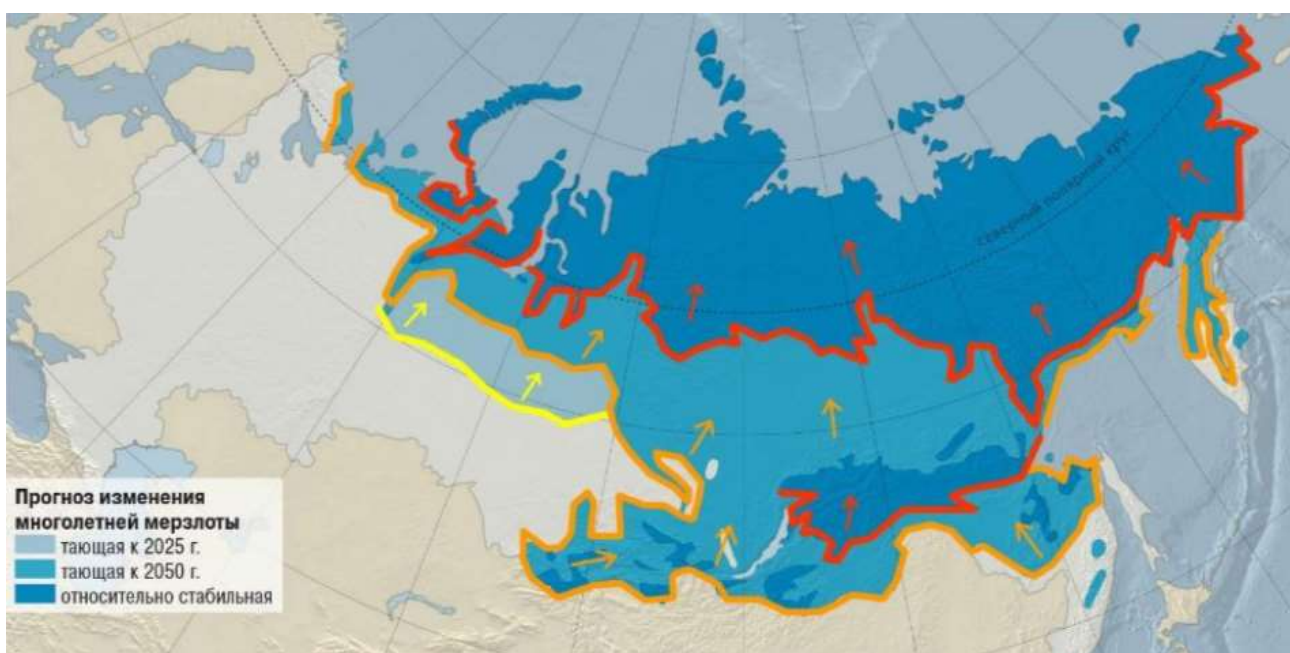 северный полярный круг
Прогноз изменения
многолетней мерзлоты
тающая к 2025 г.
тающая к 2050 г.
относительно стабильная